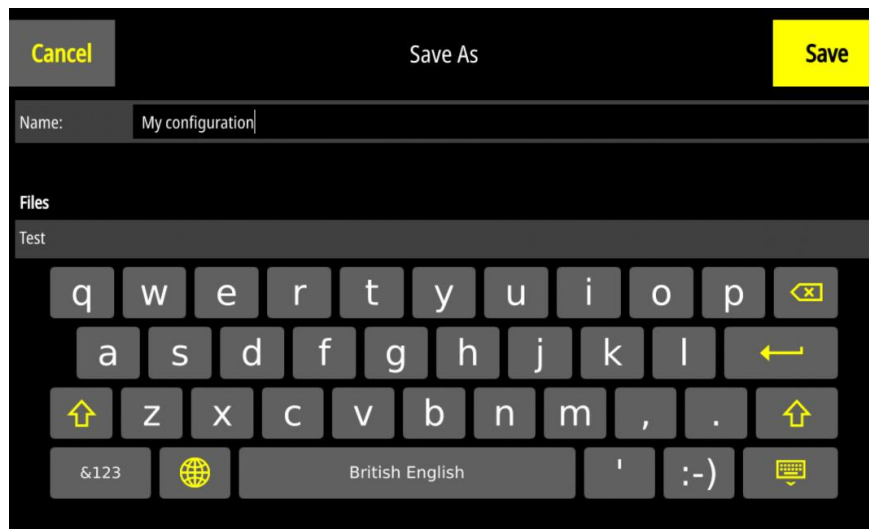 Cancel Save As Save
Name: My configuration
Files
Test
q w e r t y u i o p
a s d f g h j k l
z x c v b n m , .
&123 British English ' :-)